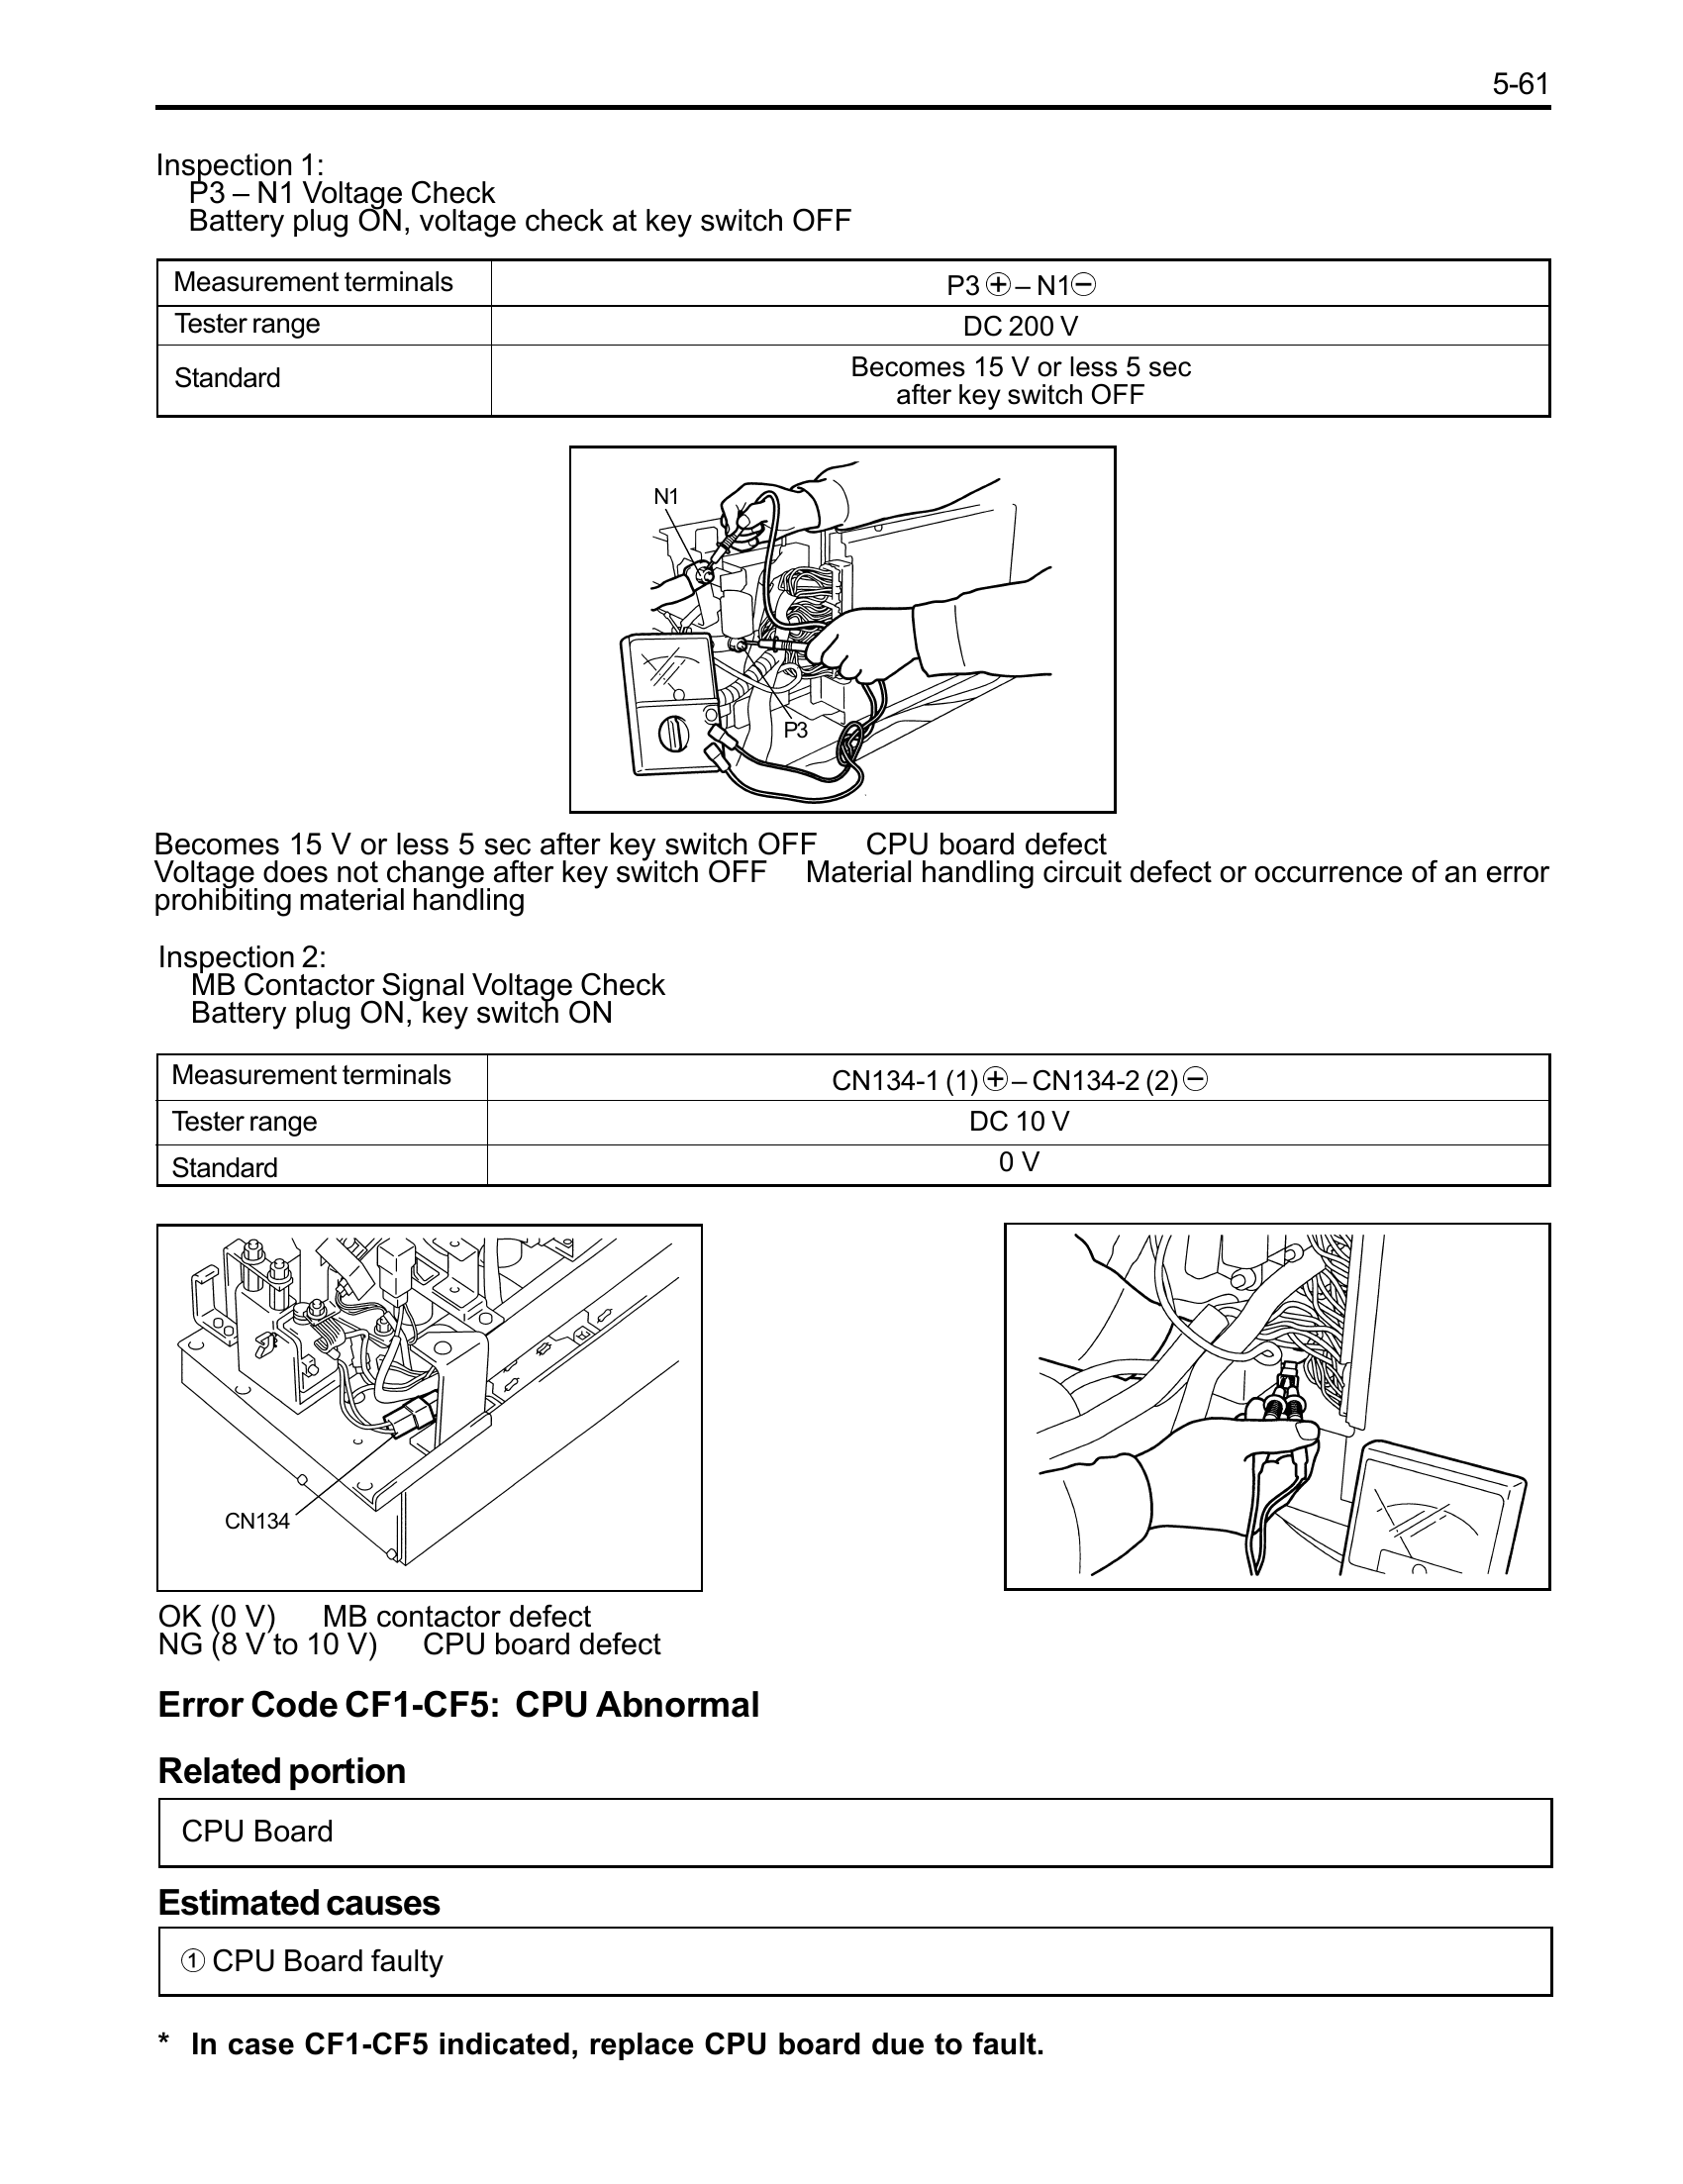 5-61
Inspection 1:
P3 – N1 Voltage Check
Battery plug ON, voltage check at key switch OFF
Measurement terminals P3 ⊕ – N1 ⊖
Tester range DC 200 V
Standard Becomes 15 V or less 5 sec
after key switch OFF
N1
P3
Becomes 15 V or less 5 sec after key switch OFF CPU board defect
Voltage does not change after key switch OFF Material handling circuit defect or occurrence of an error
prohibiting material handling
Inspection 2:
MB Contactor Signal Voltage Check
Battery plug ON, key switch ON
Measurement terminals CN134-1 (1) ⊕ – CN134-2 (2) ⊖
Tester range DC 10 V
Standard 0 V
CN134
OK (0 V) MB contactor defect
NG (8 V to 10 V) CPU board defect
Error Code CF1-CF5: CPU Abnormal
Related portion
CPU Board
Estimated causes
① CPU Board faulty
* In case CF1-CF5 indicated, replace CPU board due to fault.